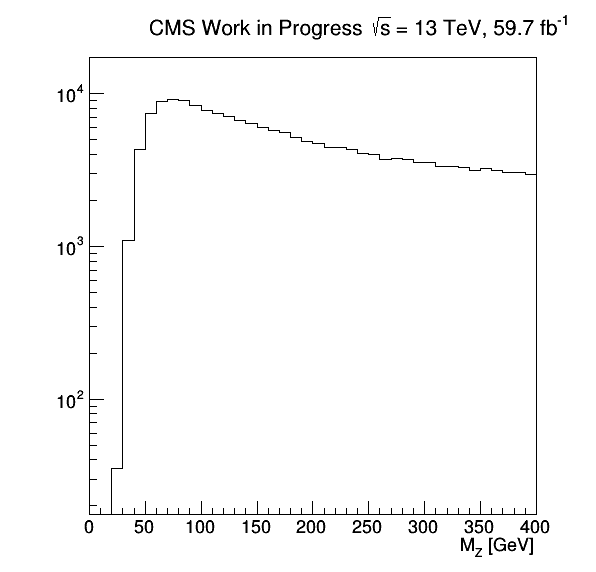 CMS Work in Progress √s = 13 TeV, 59.7 fb⁻¹
10⁴
10³
10²
0 50 100 150 200 250 300 350 400
M_Z [GeV]